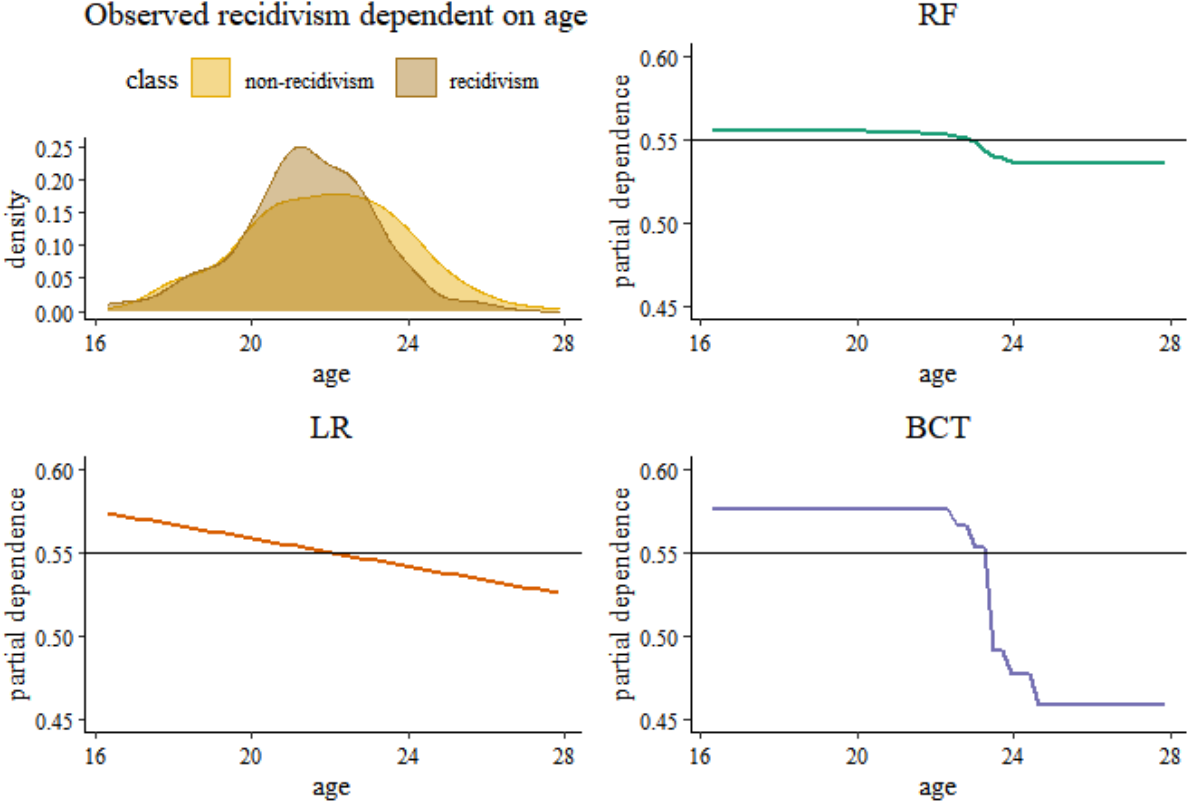 Observed recidivism dependent on age
class non-recidivism recidivism
density
0.25
0.20
0.15
0.10
0.05
0.00
16 20 24 28
age
RF
partial dependence
0.60
0.55
0.50
0.45
16 20 24 28
age
LR
partial dependence
0.60
0.55
0.50
0.45
16 20 24 28
age
BCT
partial dependence
0.60
0.55
0.50
0.45
16 20 24 28
age